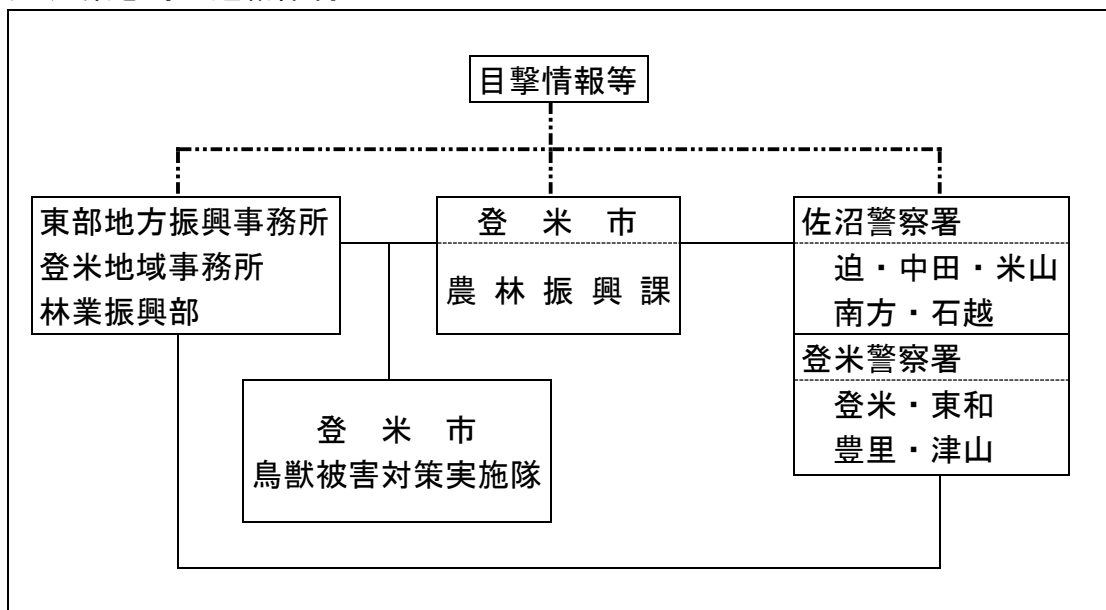 目撃情報等
東部地方振興事務所
登米地域事務所
林業振興部
登米市
農林振興課
佐沼警察署
迫・中田・米山
南方・石越
登米警察署
登米・東和
豊里・津山
登米市
鳥獣被害対策実施隊